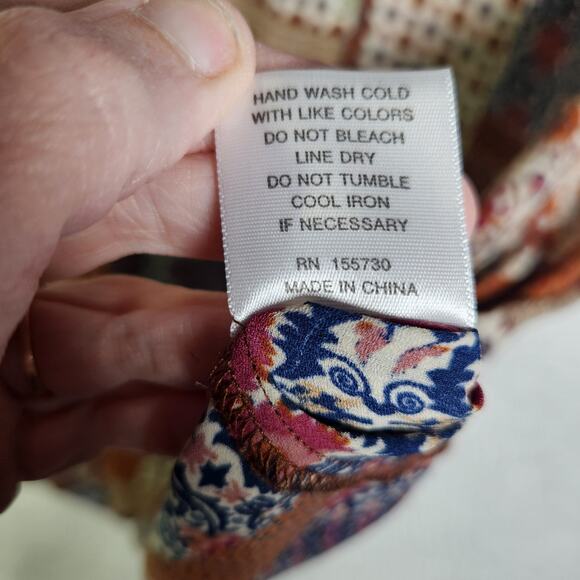 HAND WASH COLD
WITH LIKE COLORS
DO NOT BLEACH
LINE DRY
DO NOT TUMBLE
COOL IRON
IF NECESSARY
RN 155730
MADE IN CHINA